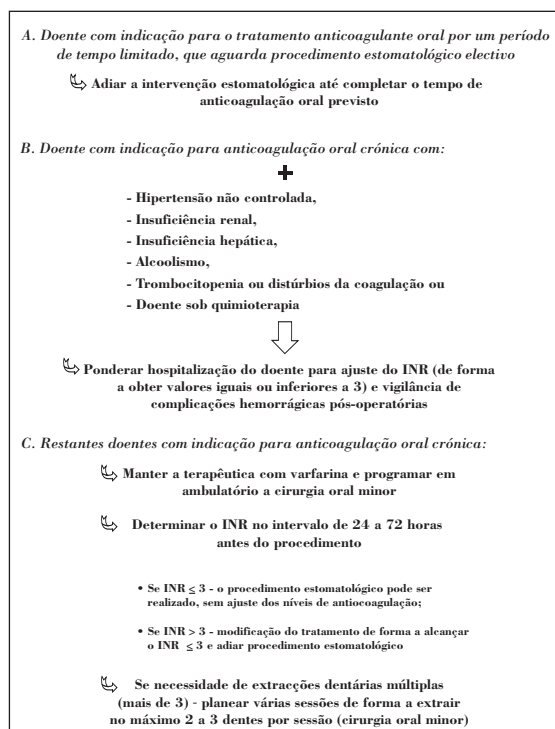 A. Doente com indicação para o tratamento anticoagulante oral por um período
de tempo limitado, que aguarda procedimento estomatológico electivo
Adiar a intervenção estomatológica até completar o tempo de
anticoagulação oral previsto
B. Doente com indicação para anticoagulação oral crónica com:
+
- Hipertensão não controlada,
- Insuficiência renal,
- Insuficiência hepática,
- Alcoolismo,
- Trombocitopenia ou distúrbios da coagulação ou
- Doente sob quimioterapia
Ponderar hospitalização do doente para ajuste do INR (de forma
a obter valores iguais ou inferiores a 3) e vigilância de
complicações hemorrágicas pós-operatórias
C. Restantes doentes com indicação para anticoagulação oral crónica:
Manter a terapêutica com varfarina e programar em
ambulatório a cirurgia oral minor
Determinar o INR no intervalo de 24 a 72 horas
antes do procedimento
• Se INR ≤ 3 - o procedimento estomatológico pode ser
realizado, sem ajuste dos níveis de antiocoagulação;
• Se INR > 3 - modificação do tratamento de forma a alcançar
o INR ≤ 3 e adiar procedimento estomatológico
Se necessidade de extracções dentárias múltiplas
(mais de 3) - planear várias sessões de forma a extrair
no máximo 2 a 3 dentes por sessão (cirurgia oral minor)